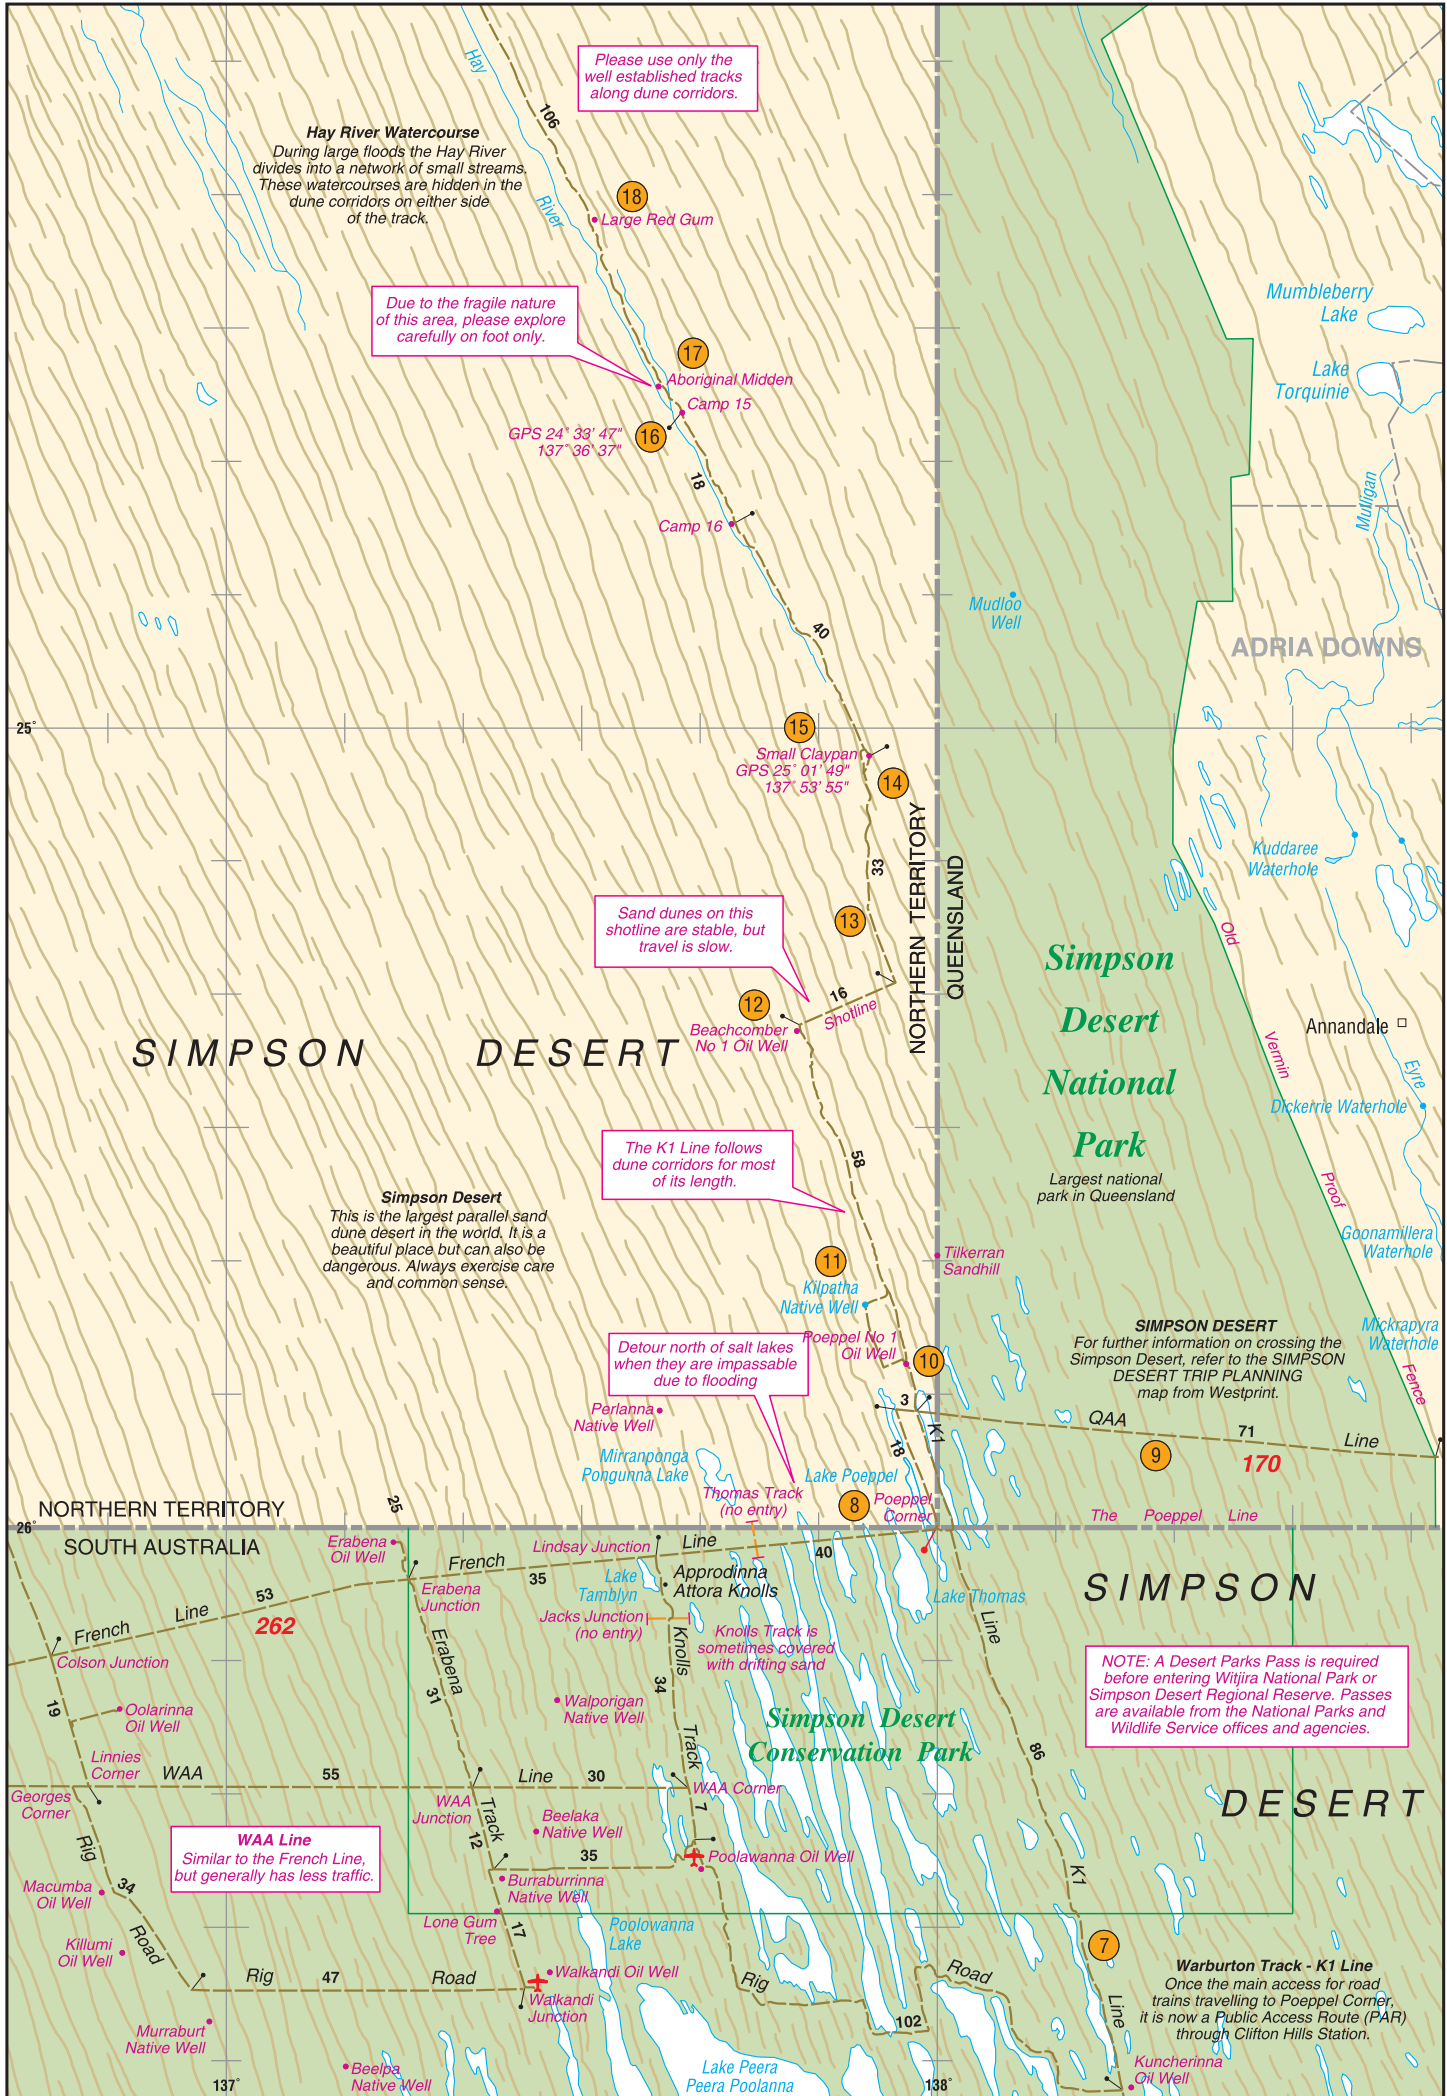 Hay
Please use only the
well established tracks
along dune corridors.
106
Hay River Watercourse
During large floods the Hay River
divides into a network of small streams.
These watercourses are hidden in the
dune corridors on either side
of the track.
River
18
Large Red Gum
Due to the fragile nature
of this area, please explore
carefully on foot only.
Mumbleberry
Lake
17
Aboriginal Midden
Lake
Torquinie
Camp 15
GPS 24° 33' 47"
137° 36' 37"
16
18
Mulligan
Camp 16
Mudloo
Well
40
ADRIA DOWNS
25°
15
Small Claypan
GPS 25° 01' 49"
137° 53' 55"
14
NORTHERN TERRITORY
QUEENSLAND
Kuddaree
Waterhole
33
Sand dunes on this
shotline are stable, but
travel is slow.
13
Old
Vermin
Proof
Fence
Simpson
Desert
National
Park
Largest national
park in Queensland
12
16
Shotline
Beachcomber
No 1 Oil Well
Annandale
SIMPSON DESERT
Eyre
Dickerrie Waterhole
The K1 Line follows
dune corridors for most
of its length.
58
Simpson Desert
This is the largest parallel sand
dune desert in the world. It is a
beautiful place but can also be
dangerous. Always exercise care
and common sense.
Goonamillera
Waterhole
Tilkerran
Sandhill
11
Kilpatha
Native Well
SIMPSON DESERT
For further information on crossing the
Simpson Desert, refer to the SIMPSON
DESERT TRIP PLANNING
map from Westprint.
Mickrapyra
Waterhole
Poeppel No 1
Oil Well
10
Detour north of salt lakes
when they are impassable
due to flooding
3
K1
18
QAA
71
Line
9
170
Perlanna
Native Well
Mirranponga
Pongunna Lake
Lake Poeppel
Thomas Track
(no entry)
8
Poeppel
Corner
The Poeppel Line
NORTHERN TERRITORY
26°
SOUTH AUSTRALIA
25
Erabena
Oil Well
Lindsay Junction
Line
40
French
35
Lake
Tamblyn
Approdinna
Attora Knolls
Erabena
Junction
53
Line
French
262
Lake Thomas
Line
SIMPSON
Jacks Junction
(no entry)
Knolls Track is
sometimes covered
with drifting sand
Colson Junction
Erabena
31
Knolls
34
Track
NOTE: A Desert Parks Pass is required
before entering Witjira National Park or
Simpson Desert Regional Reserve. Passes
are available from the National Parks and
Wildlife Service offices and agencies.
19
Oolarinna
Oil Well
Walporigan
Native Well
Simpson Desert
Conservation Park
86
Linnies
Corner
WAA
55
Line
30
WAA Corner
Georges
Corner
WAA
Junction
DESERT
Track
12
7
Beelaka
Native Well
Rig
WAA Line
Similar to the French Line,
but generally has less traffic.
35
Poolawanna Oil Well
K1
Macumba
Oil Well
34
Burraburrinna
Native Well
Lone Gum
Tree
17
Poolowanna
Lake
Killumi
Oil Well
Road
7
Rig
47
Road
Walkandi Oil Well
Walkandi
Junction
Rig
Road
102
Line
Warburton Track - K1 Line
Once the main access for road
trains travelling to Poeppel Corner,
it is now a Public Access Route (PAR)
through Clifton Hills Station.
Murraburt
Native Well
Beelpa
Native Well
Lake Peera
Peera Poolanna
Kuncherinna
Oil Well
137°
138°